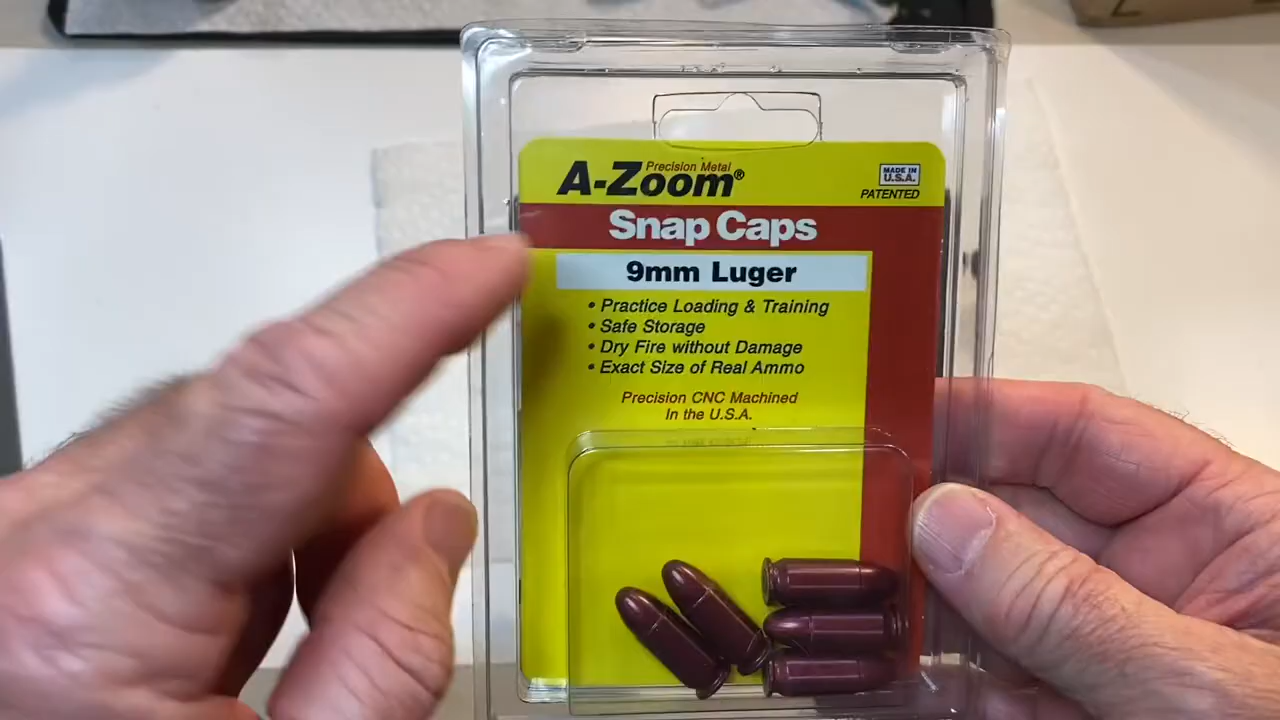 Precision Metal
A-Zoom®
MADE IN
U.S.A.
PATENTED
Snap Caps
9mm Luger
• Practice Loading & Training
• Safe Storage
• Dry Fire without Damage
• Exact Size of Real Ammo
Precision CNC Machined
In the U.S.A.